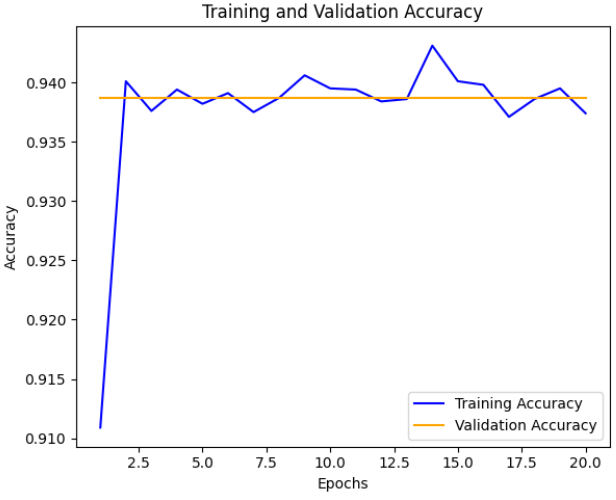 Training and Validation Accuracy
Accuracy
0.940
0.935
0.930
0.925
0.920
0.915
0.910
Training Accuracy
Validation Accuracy
2.5 5.0 7.5 10.0 12.5 15.0 17.5 20.0
Epochs